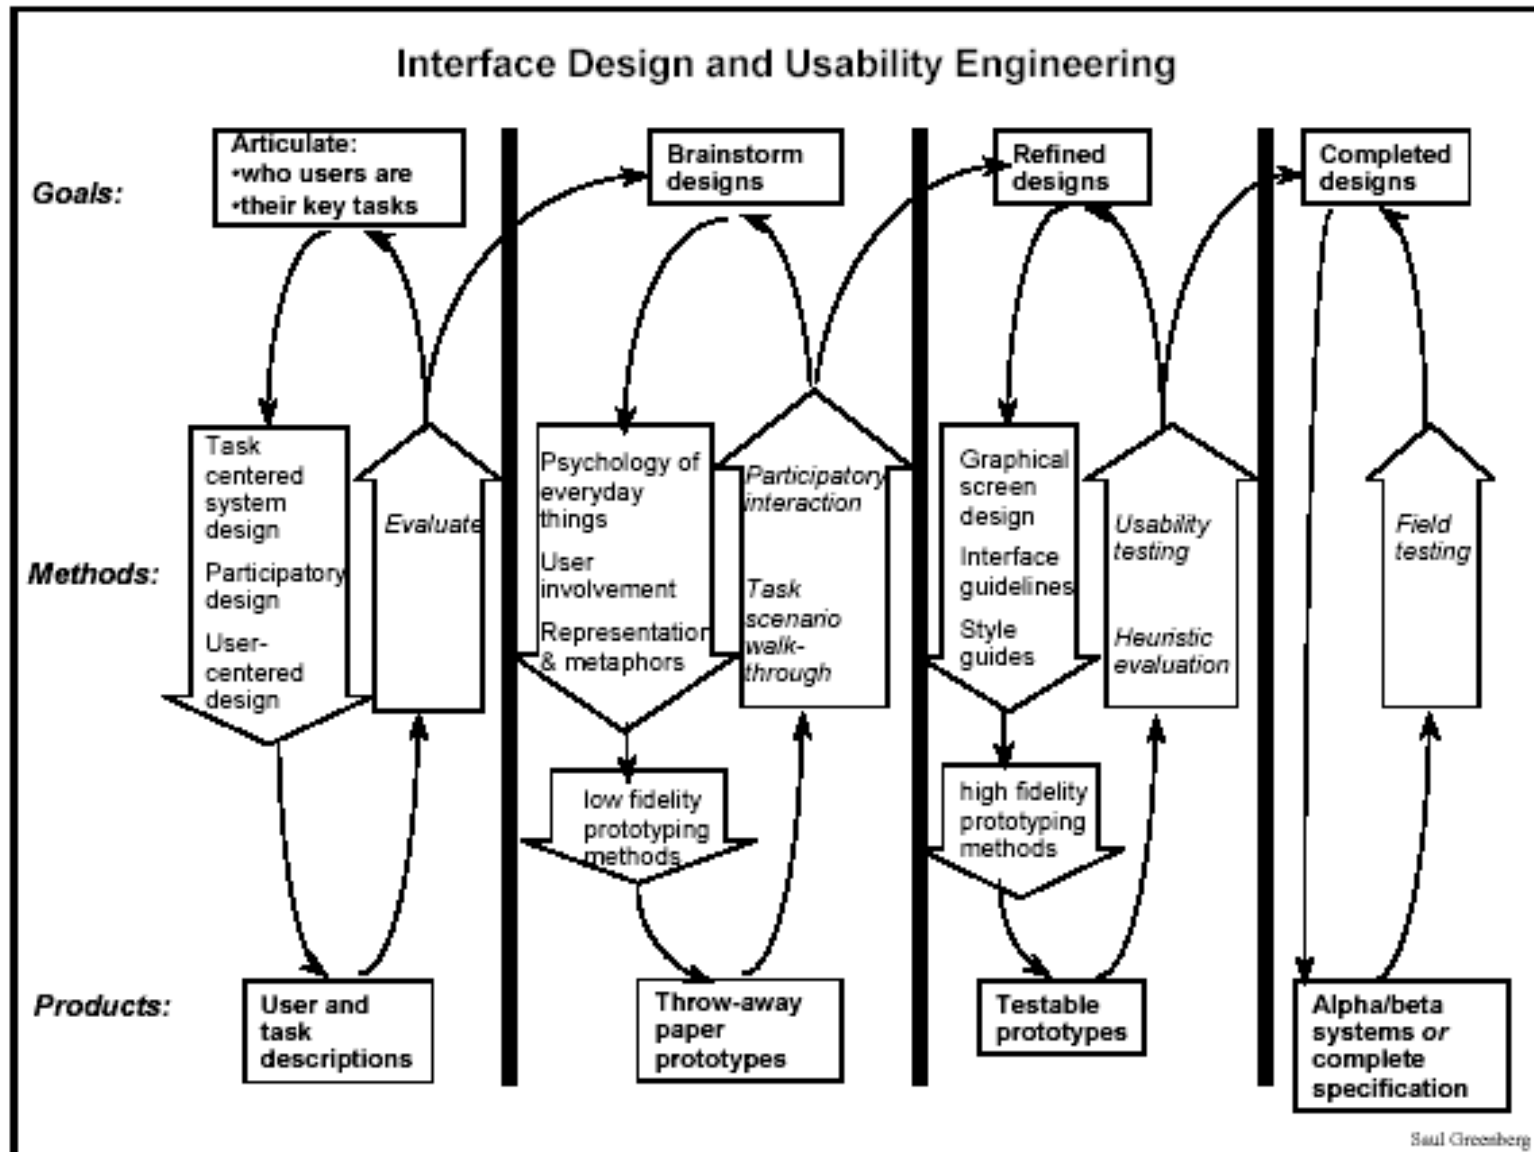 Interface Design and Usability Engineering
Goals:
Articulate:
•who users are
•their key tasks
Brainstorm
designs
Refined
designs
Completed
designs
Methods:
Task
centered
system
design
Participatory
design
User-
centered
design
Evaluate
Psychology of
everyday
things
User
involvement
Representation
& metaphors
low fidelity
prototyping
methods
Participatory
interaction
Task
scenario
walk-
through
Graphical
screen
design
Interface
guidelines
Style
guides
high fidelity
prototyping
methods
Usability
testing
Heuristic
evaluation
Field
testing
Products:
User and
task
descriptions
Throw-away
paper
prototypes
Testable
prototypes
Alpha/beta
systems or
complete
specification
Saul Greenberg